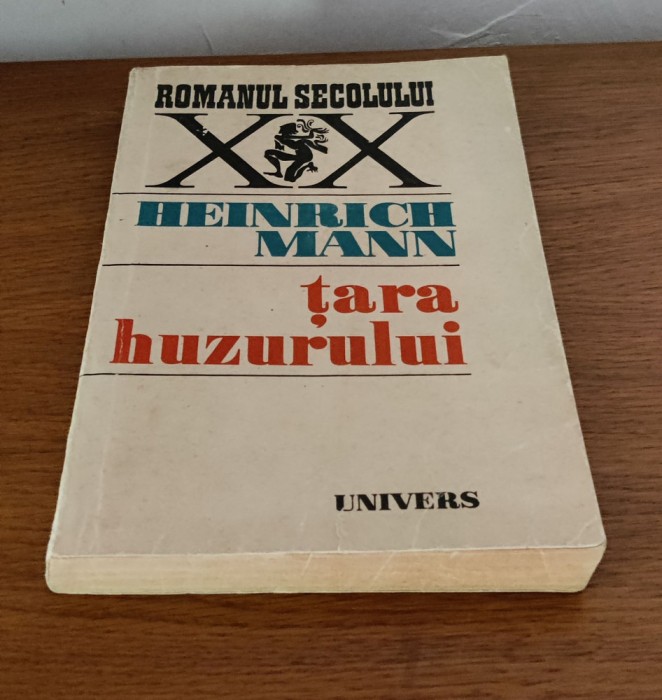 ROMANUL SECOLULUI
XX
HEINRICH
MANN
țara
huzurului
UNIVERS